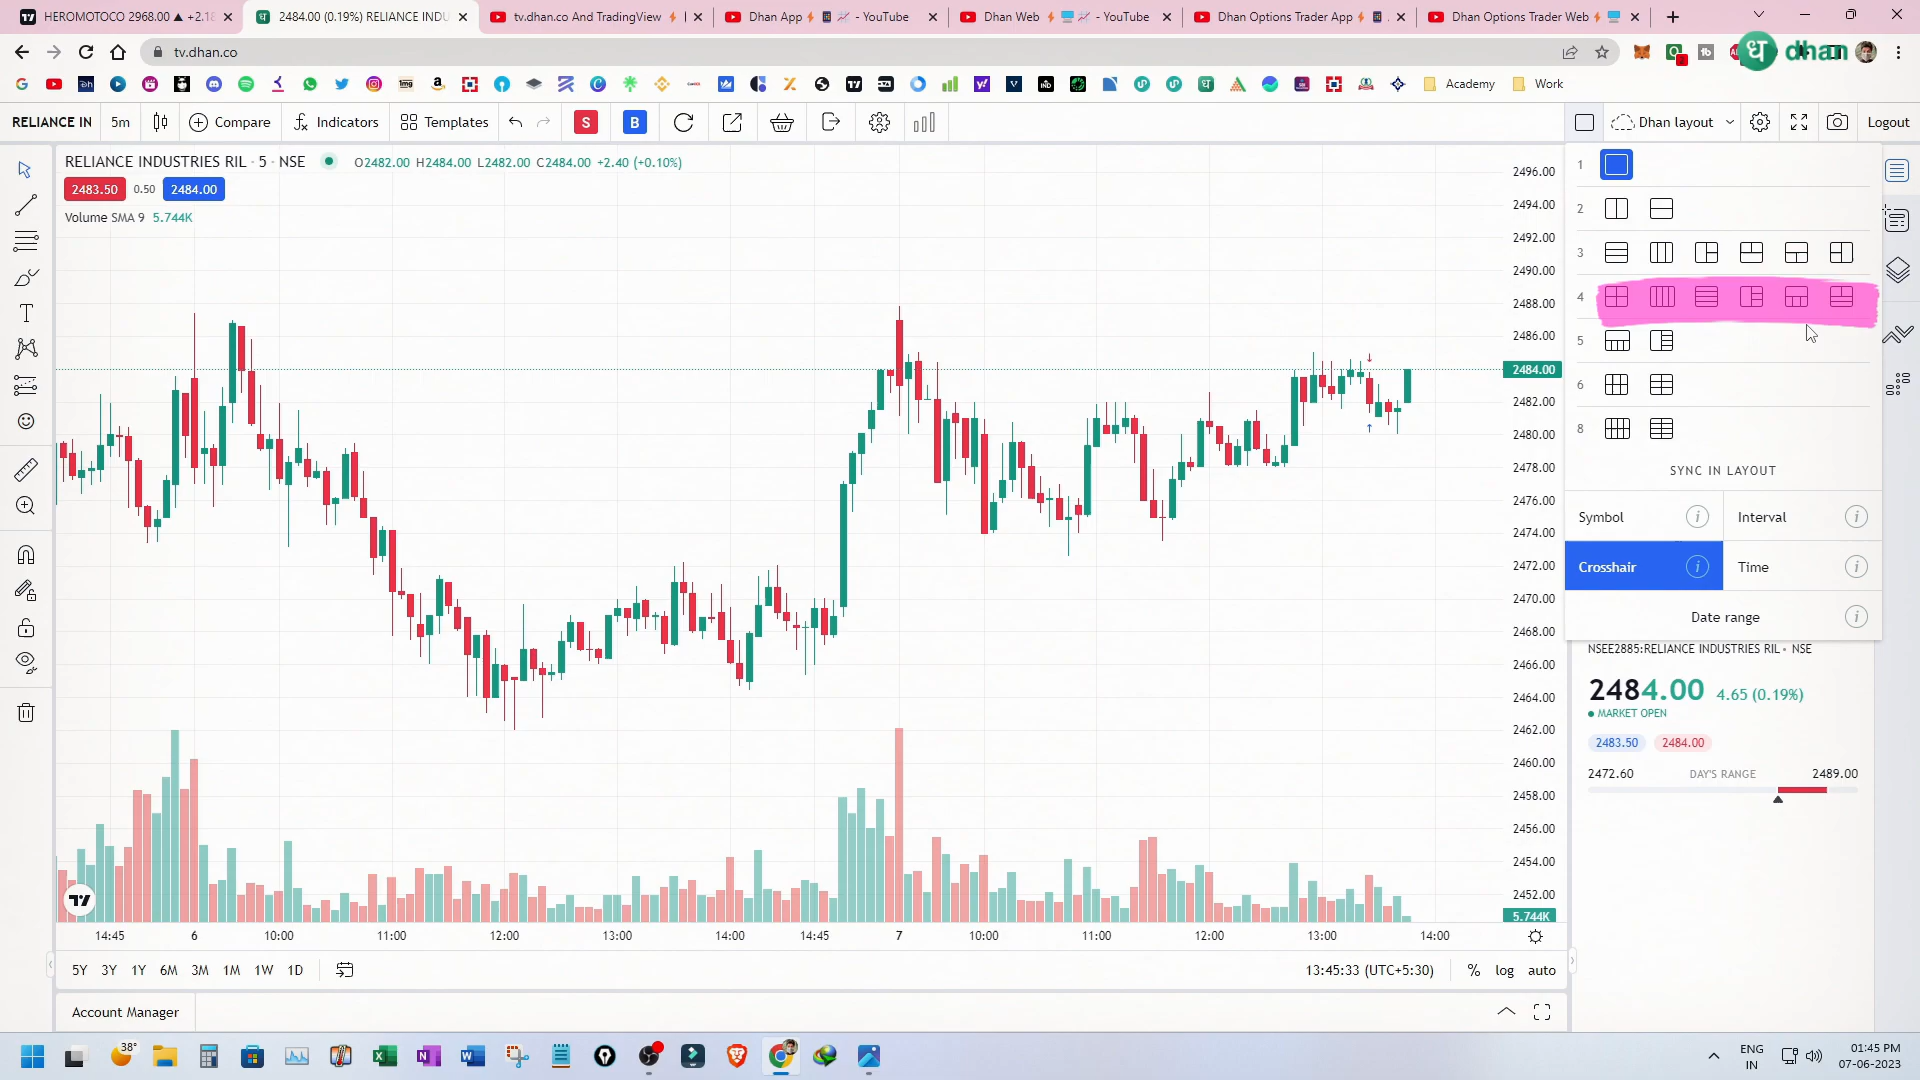 HEROMOTOCO 2968.00 ▲ +2.18
2484.00 (0.19%) RELIANCE INDU
tv.dhan.co And TradingView
Dhan App
- YouTube
Dhan Web
- YouTube
Dhan Options Trader App
Dhan Options Trader Web
tv.dhan.co
dhan
Academy
Work
RELIANCE IN
5m
Compare
Indicators
Templates
S
B
Dhan layout
Logout
RELIANCE INDUSTRIES RIL · 5 · NSE
O2482.00 H2484.00 L2482.00 C2484.00 +2.40 (+0.10%)
2483.50
0.50
2484.00
Volume SMA 9 5.744K
2496.00
2494.00
2492.00
2490.00
2488.00
2486.00
2484.00
2482.00
2480.00
2478.00
2476.00
2474.00
2472.00
2470.00
2468.00
2466.00
2464.00
2462.00
2460.00
2458.00
2456.00
2454.00
2452.00
5.744K
1
2
3
4
5
6
8
SYNC IN LAYOUT
Symbol
Interval
Crosshair
Time
Date range
NSEE2885:RELIANCE INDUSTRIES RIL • NSE
2484.00 4.65 (0.19%)
MARKET OPEN
2483.50
2484.00
2472.60
DAY'S RANGE
2489.00
14:45
6
10:00
11:00
12:00
13:00
14:00
14:45
7
10:00
11:00
12:00
13:00
14:00
5Y
3Y
1Y
6M
3M
1M
1W
1D
13:45:33 (UTC+5:30)
%
log
auto
Account Manager
38°
ENG
IN
01:45 PM
07-06-2023